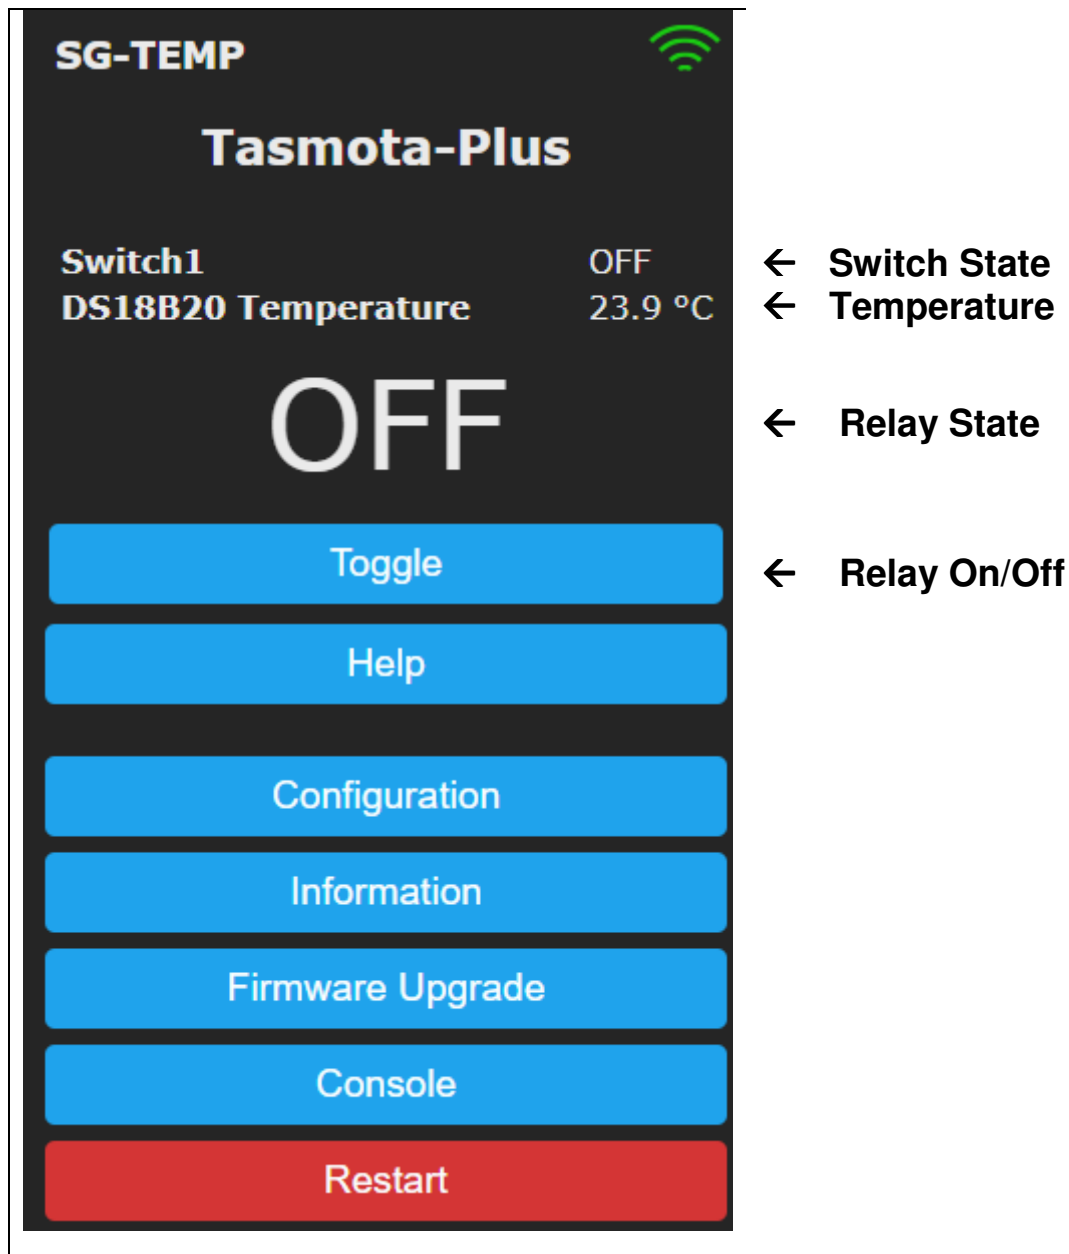 SG-TEMP
Tasmota-Plus
Switch1 OFF ← Switch State
DS18B20 Temperature 23.9 °C ← Temperature
OFF ← Relay State
Toggle ← Relay On/Off
Help
Configuration
Information
Firmware Upgrade
Console
Restart